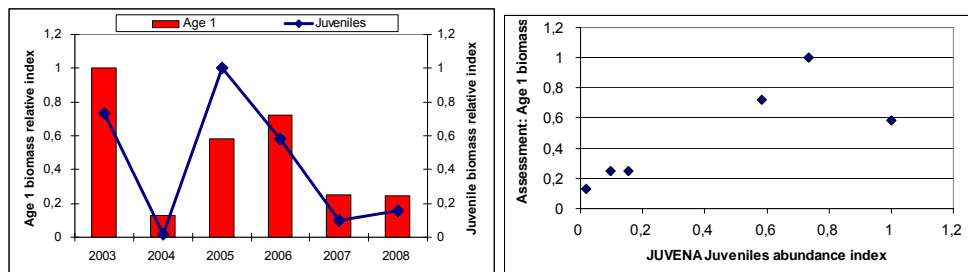 Age 1 Juveniles
1,2 1,2
1 1
0,8 0,8
0,6 0,6
0,4 0,4
0,2 0,2
0 0
2003 2004 2005 2006 2007 2008
Age 1 biomass relative index
Juvenile biomass relative index
1,2
1
0,8
0,6
0,4
0,2
0
0 0,2 0,4 0,6 0,8 1 1,2
Assessment: Age 1 biomass
JUVENA Juveniles abundance index